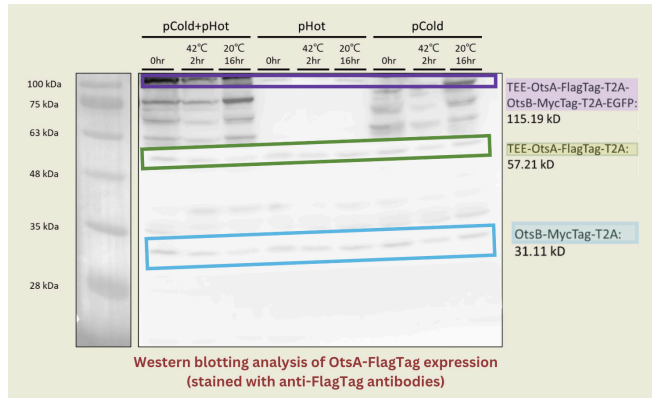 pCold+pHot pHot pCold
42℃ 20℃ 42℃ 20℃ 42℃ 20℃
0hr 2hr 16hr 0hr 2hr 16hr 0hr 2hr 16hr
100 kDa
75 kDa
63 kDa
48 kDa
35 kDa
28 kDa
TEE-OtsA-FlagTag-T2A-
OtsB-MycTag-T2A-EGFP:
115.19 kD
TEE-OtsA-FlagTag-T2A:
57.21 kD
OtsB-MycTag-T2A:
31.11 kD
Western blotting analysis of OtsA-FlagTag expression
(stained with anti-FlagTag antibodies)